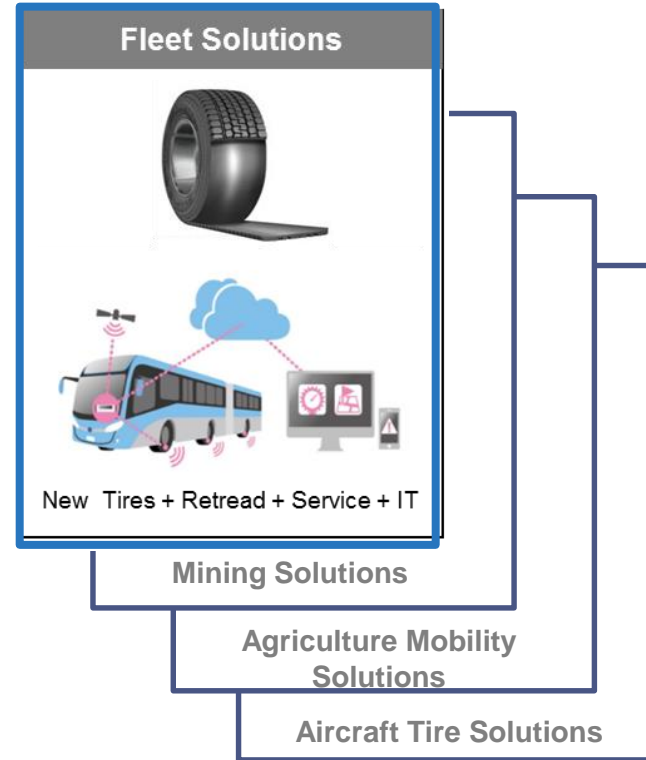 Fleet Solutions
New Tires + Retread + Service + IT
Mining Solutions
Agriculture Mobility
Solutions
Aircraft Tire Solutions